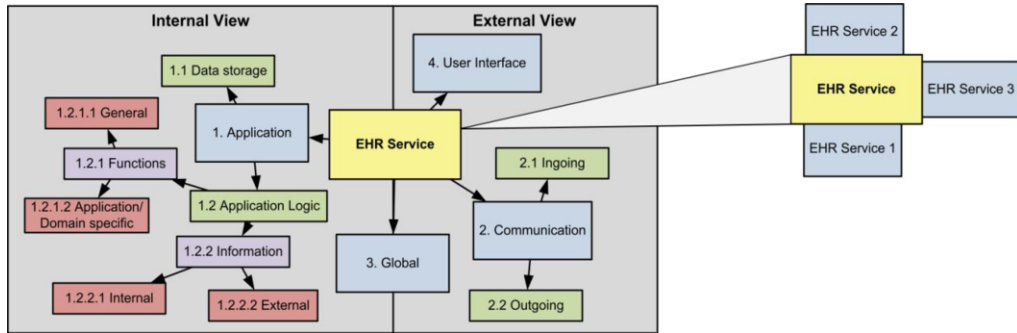 Internal View
External View
EHR Service 2
4. User Interface
1.1 Data storage
EHR Service
EHR Service 3
1.2.1.1 General
1. Application
EHR Service
EHR Service 1
1.2.1 Functions
2.1 Ingoing
1.2 Application Logic
1.2.1.2 Application/
Domain specific
2. Communication
1.2.2 Information
3. Global
1.2.2.1 Internal
1.2.2.2 External
2.2 Outgoing